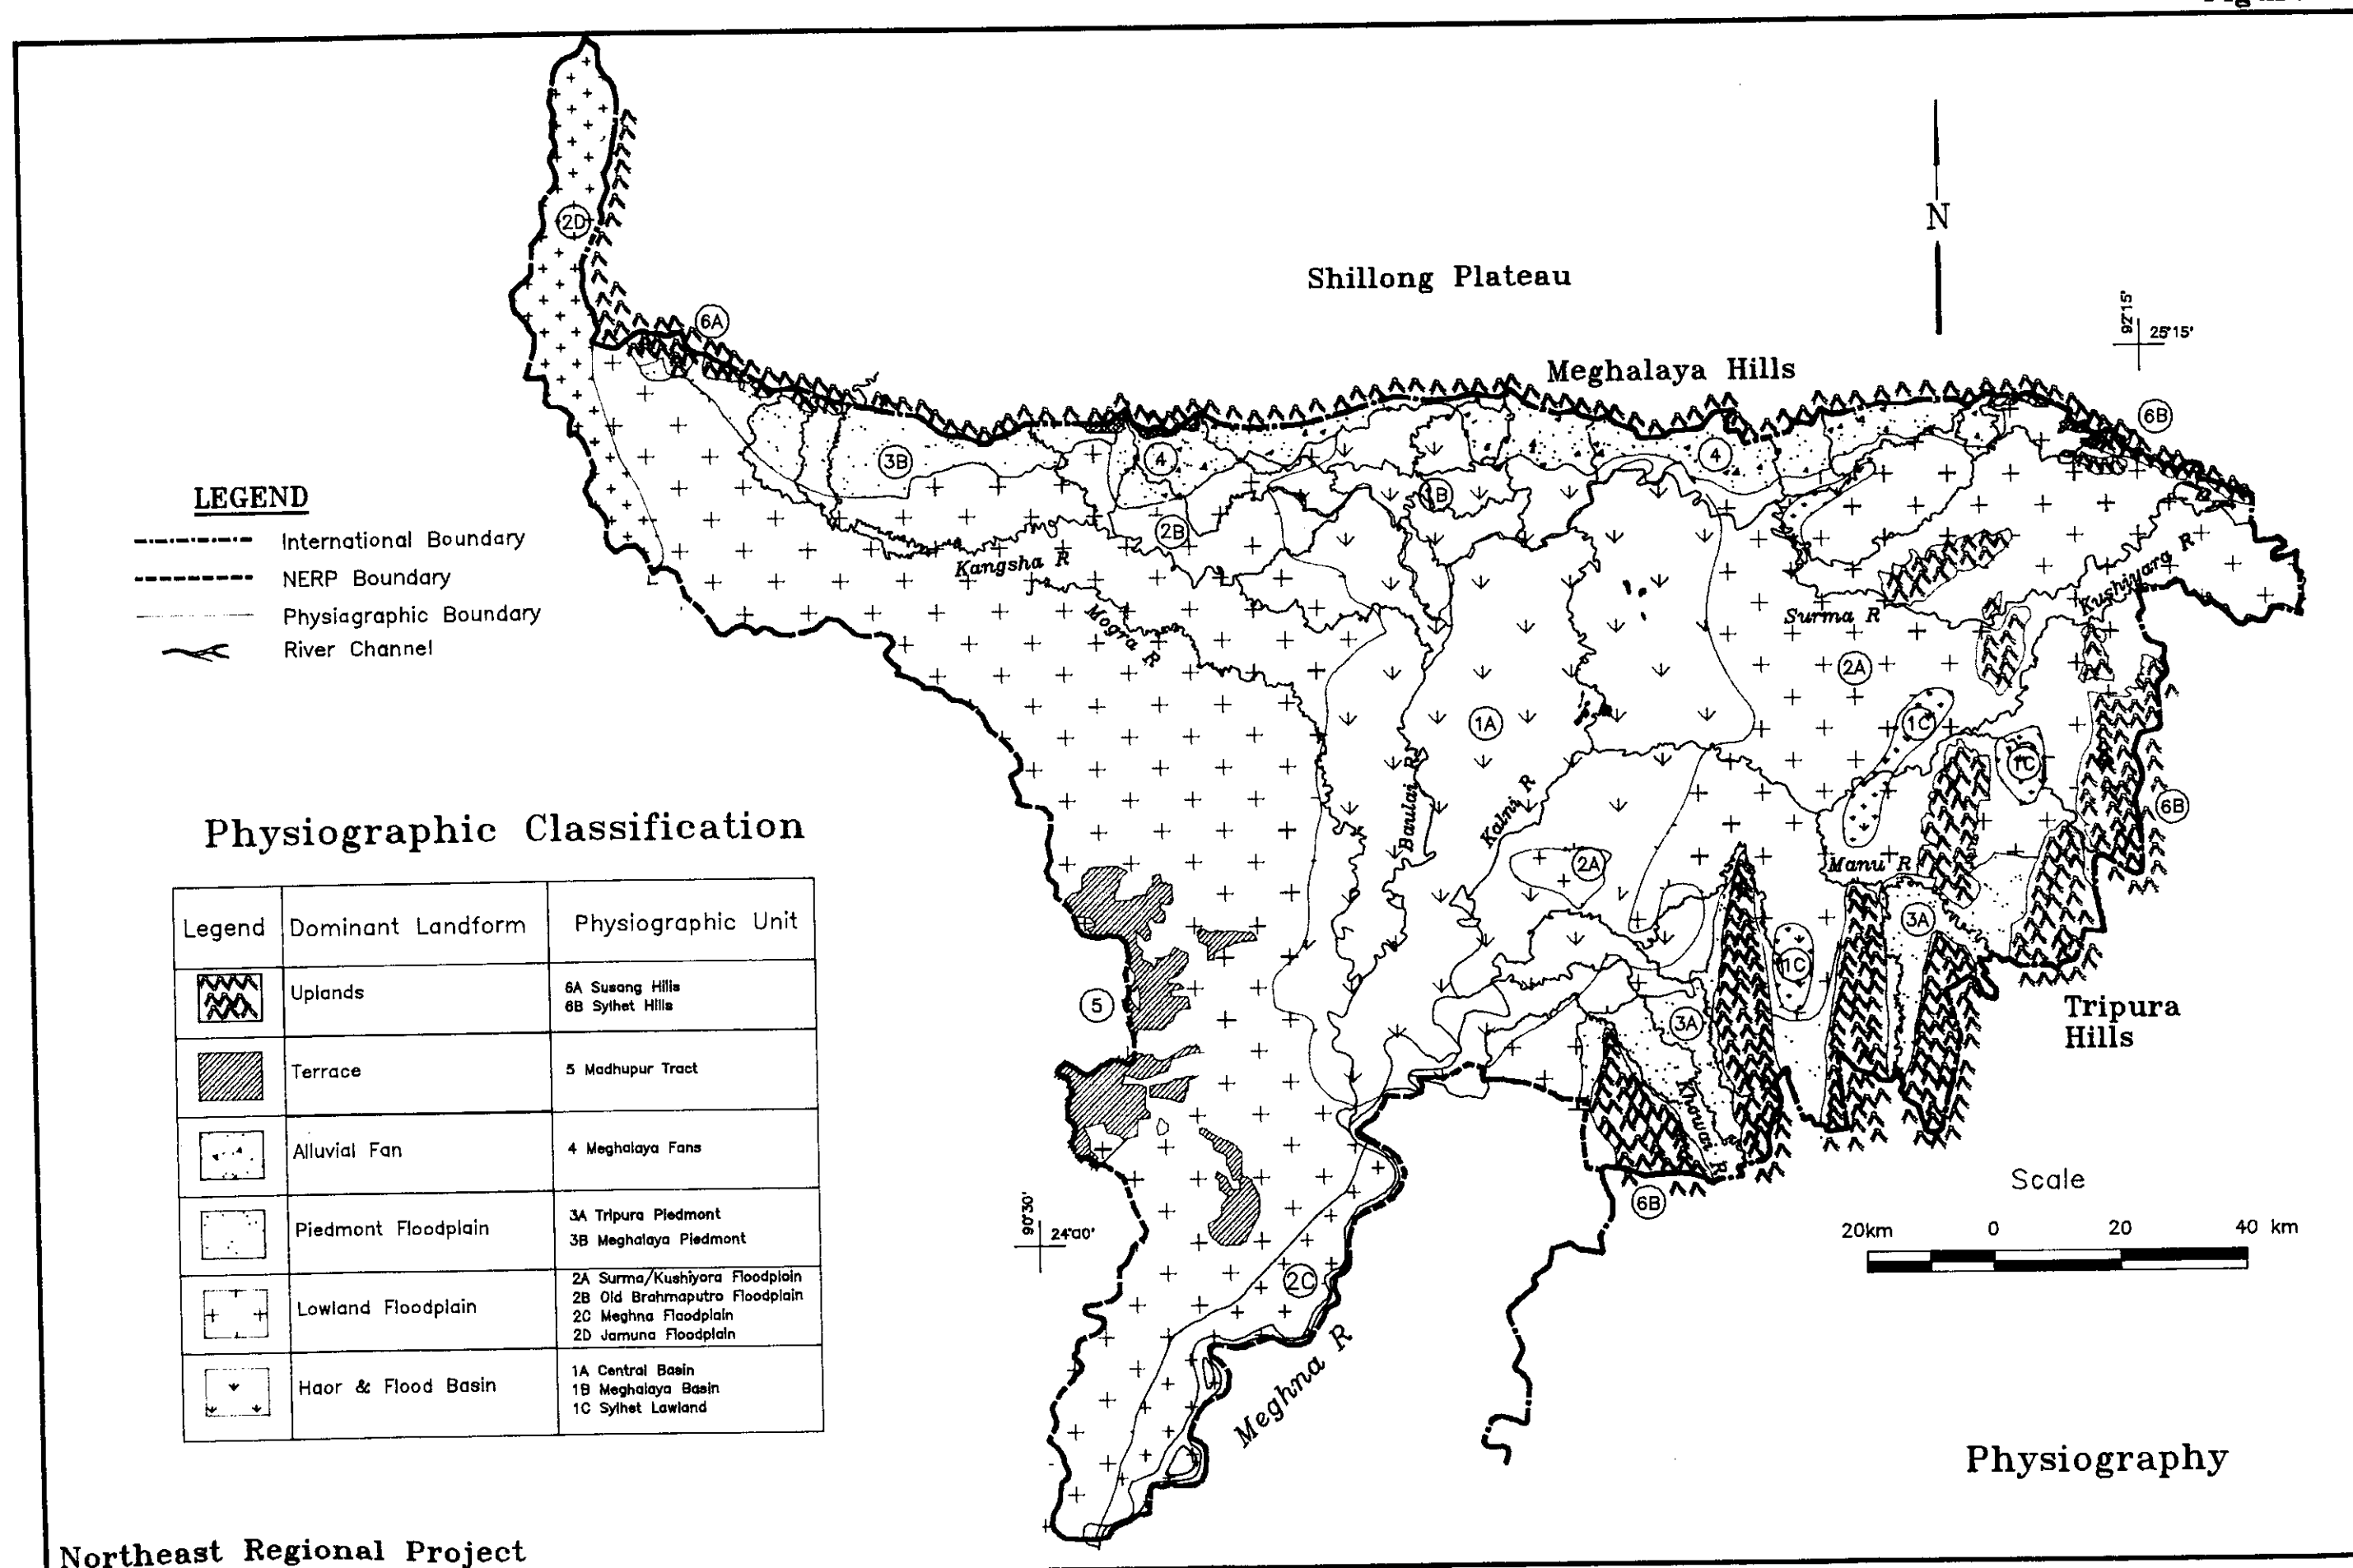 Shillong Plateau
Meghalaya Hills
N
92°15'
25°15'
2D
6A
6B
3B
4
4
1B
2B
Kangsha R
Mogra R
Surma R
Kushiyara R
2A
1A
1C
1C
Baulai R
Kalni R
2A
Manu R
6B
3A
1C
5
3A
Tripura
Hills
Khowai R
6B
90°30'
24°00'
2C
Meghna R
LEGEND
International Boundary
NERP Boundary
Physiagraphic Boundary
River Channel
Physiographic Classification
Legend Dominant Landform Physiographic Unit
Uplands
6A Susang Hills
6B Sylhet Hills
Terrace
5 Madhupur Tract
Alluvial Fan
4 Meghalaya Fans
Piedmont Floodplain
3A Tripura Piedmont
3B Meghalaya Piedmont
Lowland Floodplain
2A Surma/Kushiyara Floodplain
2B Old Brahmaputra Floodplain
2C Meghna Floodplain
2D Jamuna Floodplain
Haor & Flood Basin
1A Central Basin
1B Meghalaya Basin
1C Sylhet Lawland
Scale
20km 0 20 40 km
Physiography
Northeast Regional Project